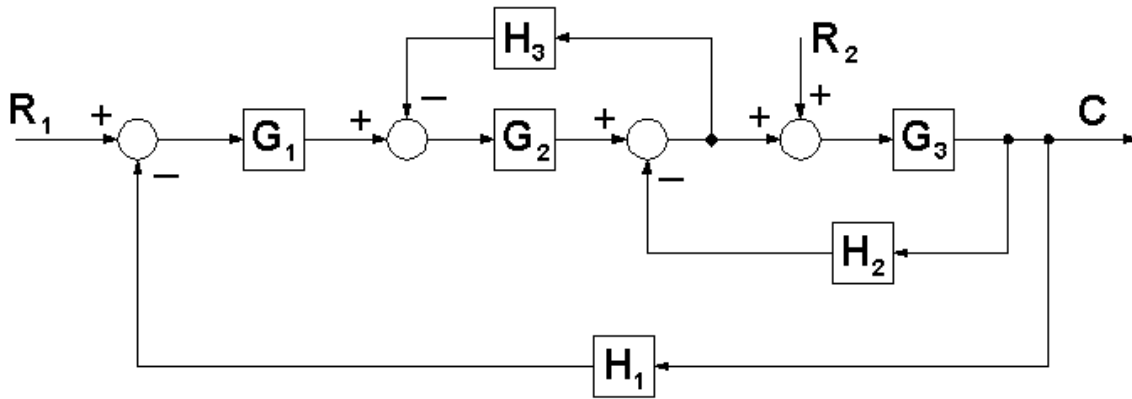 H₃
R₂
R₁ + G₁ + − G₂ + + + G₃ C
− −
H₂
H₁